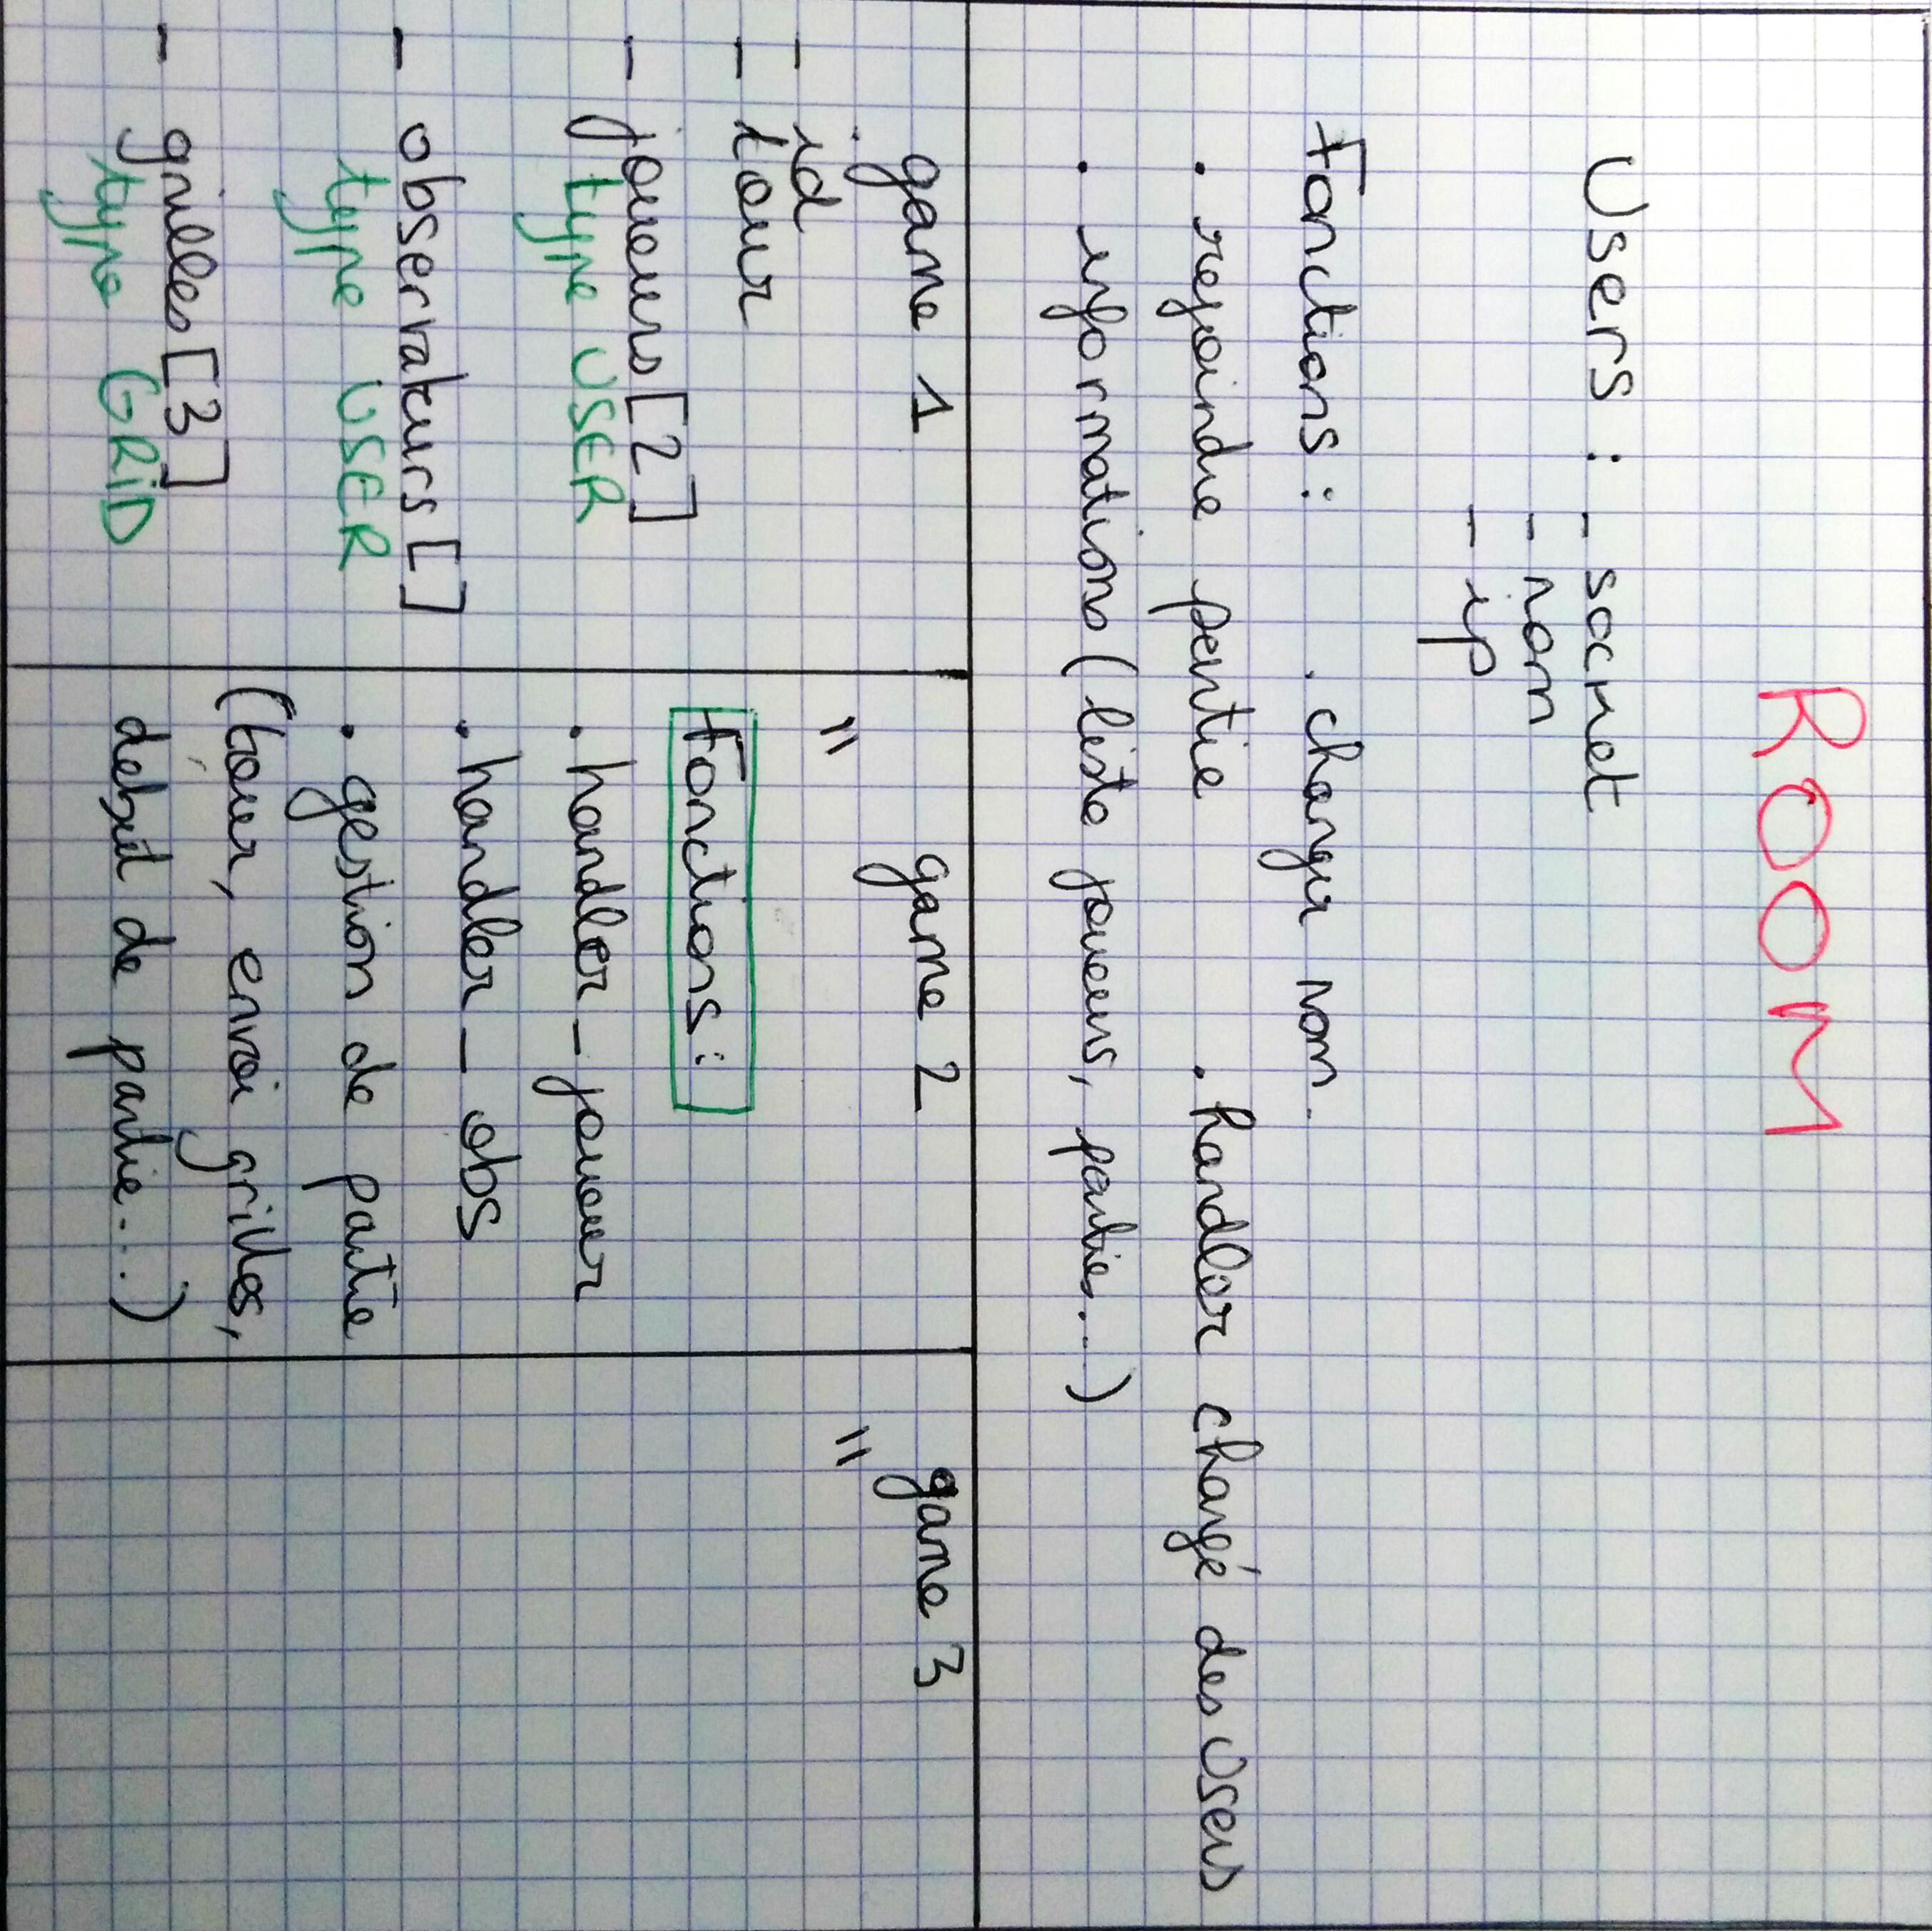 ROOM
Users : - socket
- nom
- ip
Fonctions : . changer nom.
. rejoindre partie . handler chargé des users
. informations (liste joueurs, parties...)
game 1
- id
- tour
- joueurs [2]
type USER
- observateurs []
type USER
- grilles [3]
type GRiD
game 2
"
Fonctions :
. handler_joueur
. handler_obs
. gestion de partie
(tour, envoi grilles,
debut de partie...)
game 3
"